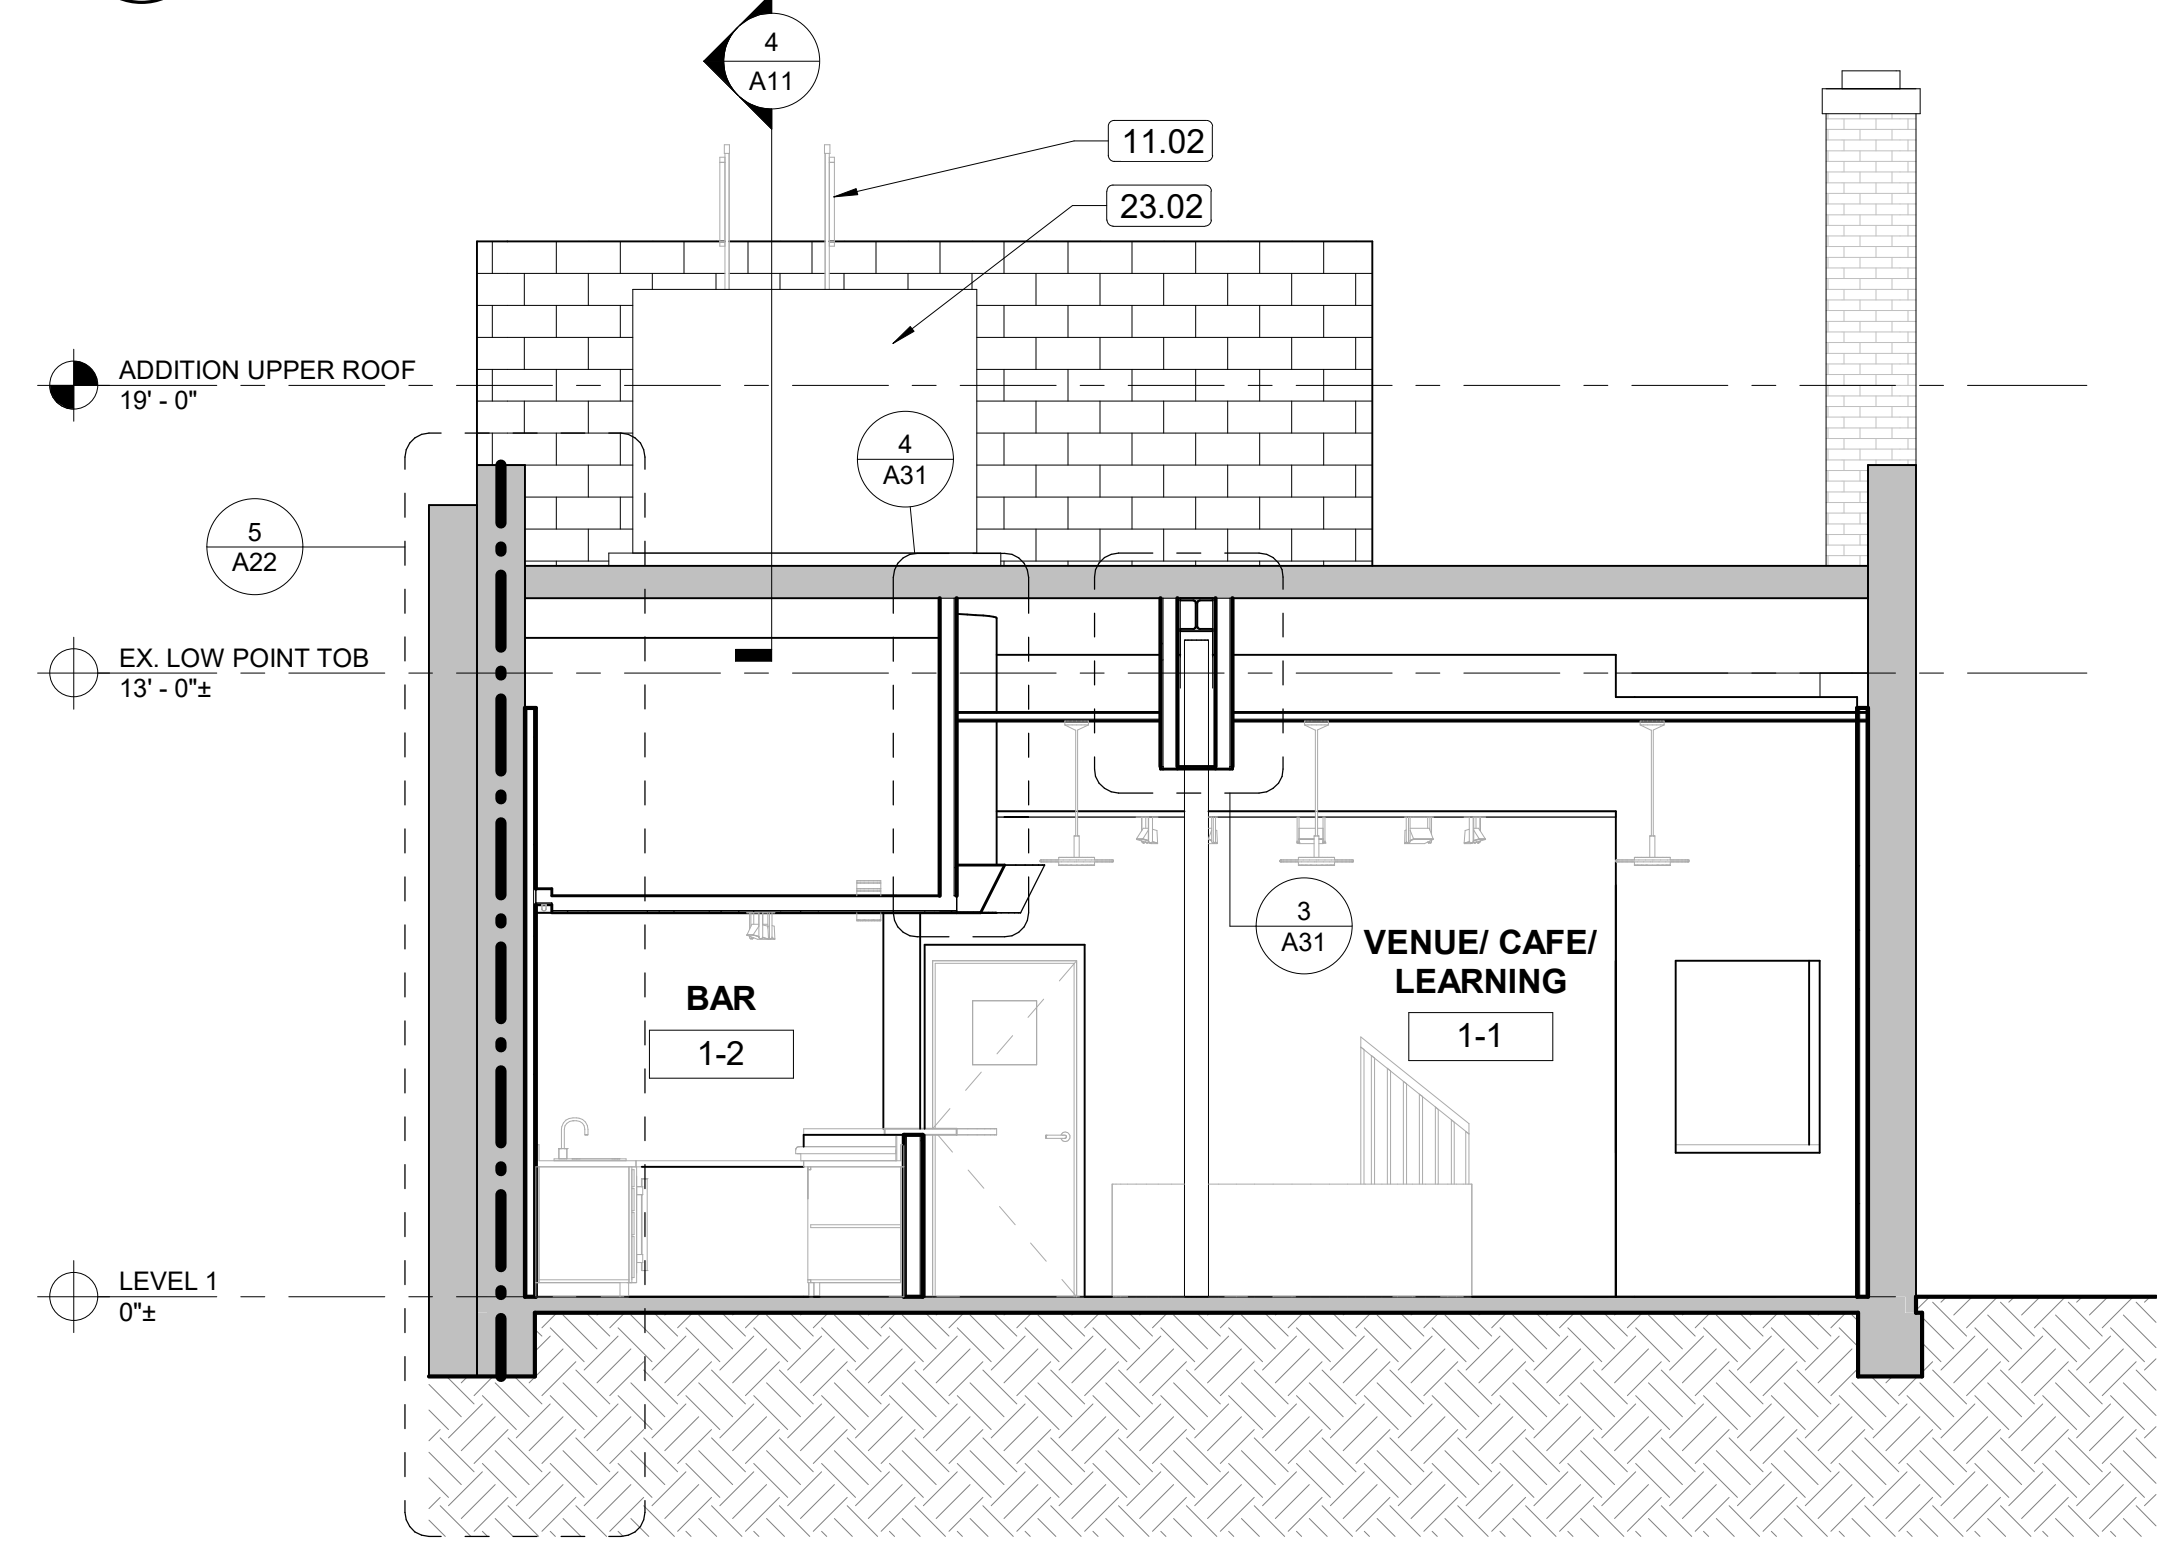 4
A11
11.02
23.02
ADDITION UPPER ROOF
19' - 0"
4
A31
5
A22
EX. LOW POINT TOB
13' - 0"±
3
A31
VENUE/ CAFE/
LEARNING
1-1
BAR
1-2
LEVEL 1
0"±